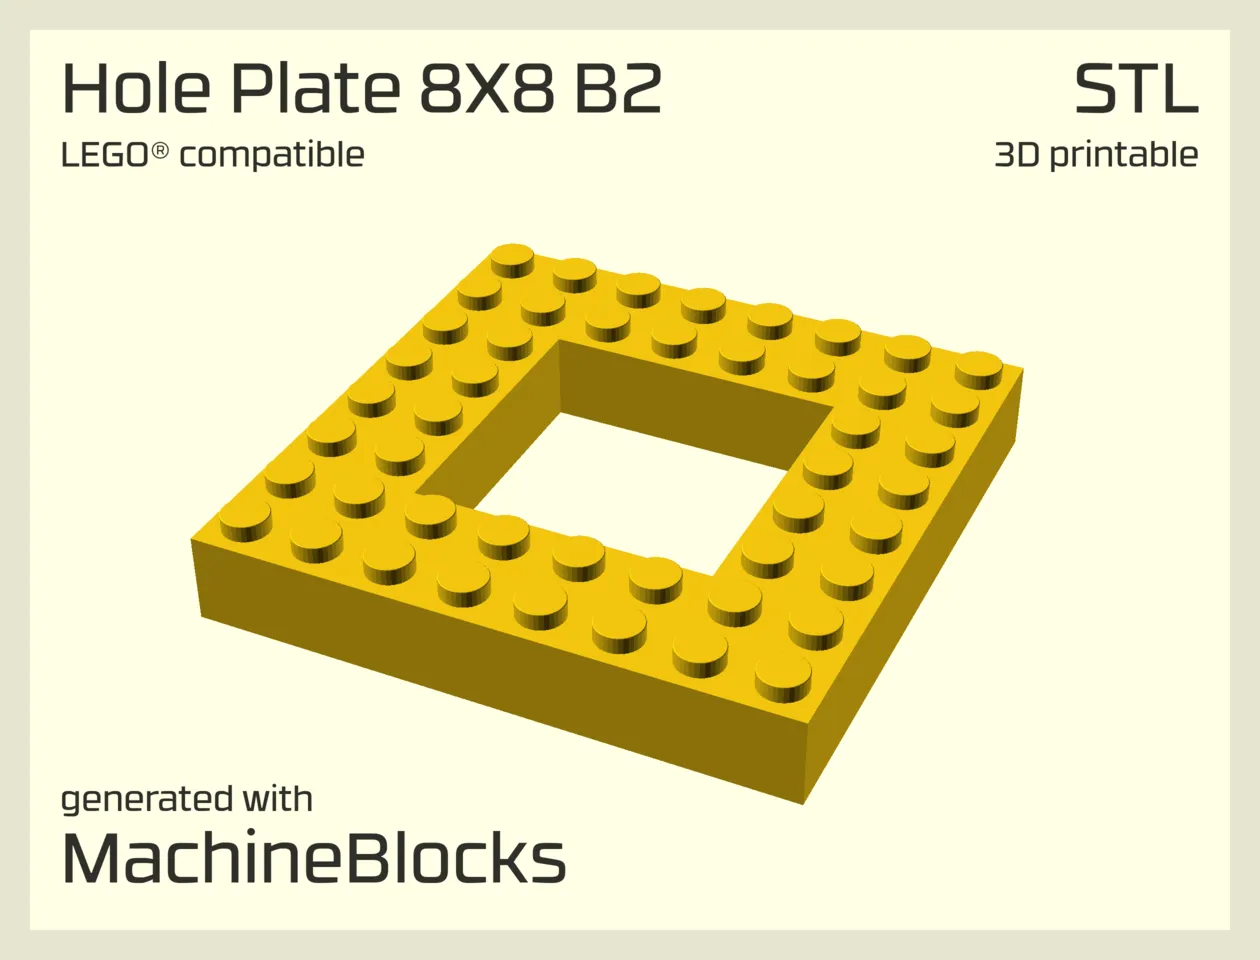 Hole Plate 8X8 B2
LEGO® compatible
STL
3D printable
generated with
MachineBlocks